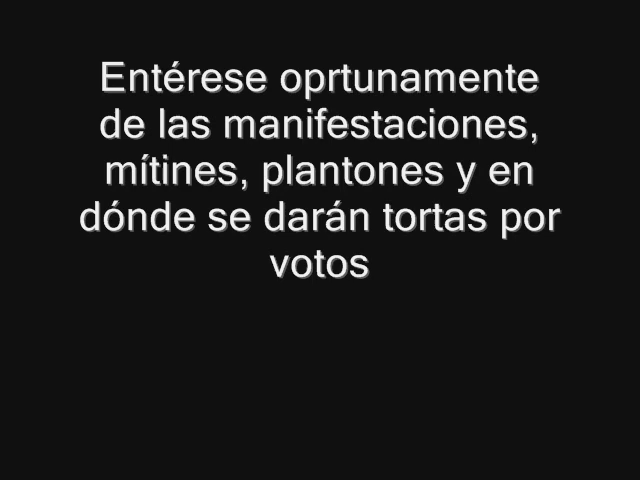 Entérese oprtunamente
de las manifestaciones,
mítines, plantones y en
dónde se darán tortas por
votos